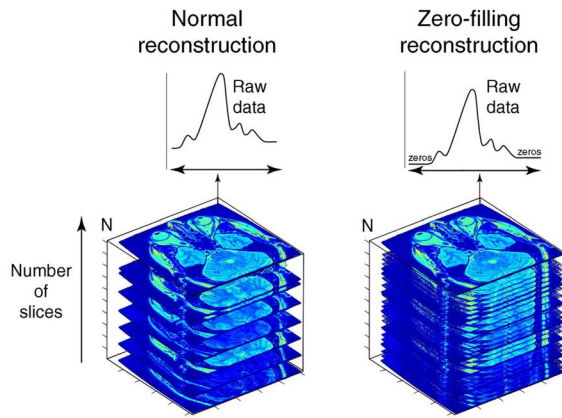 Normal
reconstruction
Zero-filling
reconstruction
Raw
data
Raw
data
zeros
zeros
N
N
Number
of
slices